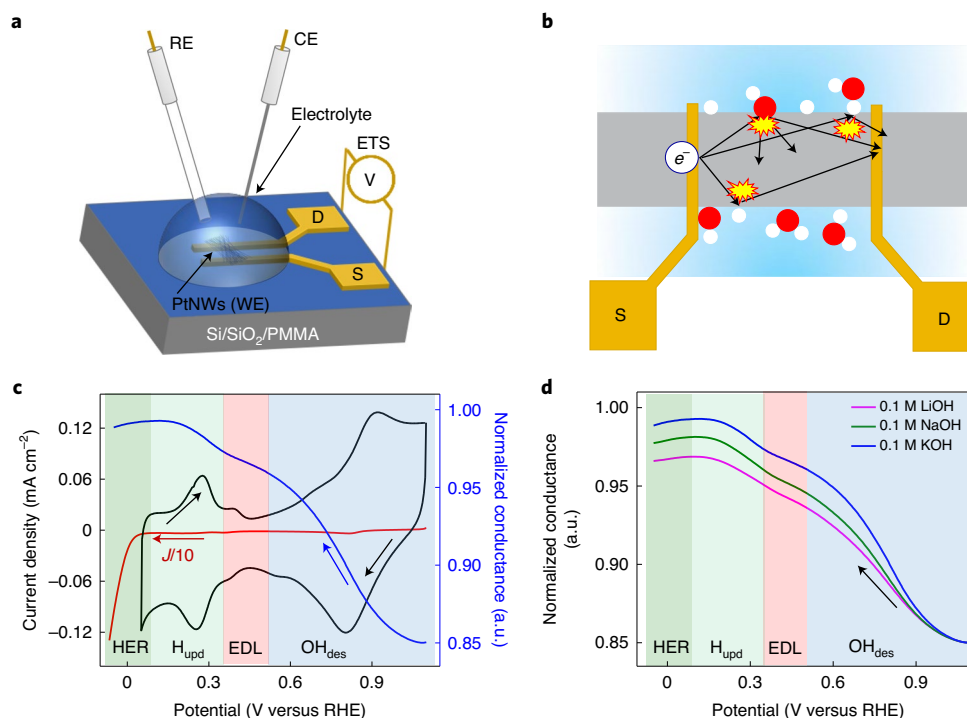 a
RE
CE
Electrolyte
ETS
V
D
S
PtNWs (WE)
Si/SiO₂/PMMA
b
e⁻
S
D
c
Current density (mA cm⁻²)
0.12
0.06
0
−0.06
−0.12
J/10
HER
H_upd
EDL
OH_des
0
0.3
0.6
0.9
Potential (V versus RHE)
1.00
0.95
0.90
0.85
Normalized conductance (a.u.)
d
Normalized conductance
(a.u.)
1.00
0.95
0.90
0.85
0.1 M LiOH
0.1 M NaOH
0.1 M KOH
HER
H_upd
EDL
OH_des
0
0.3
0.6
0.9
Potential (V versus RHE)